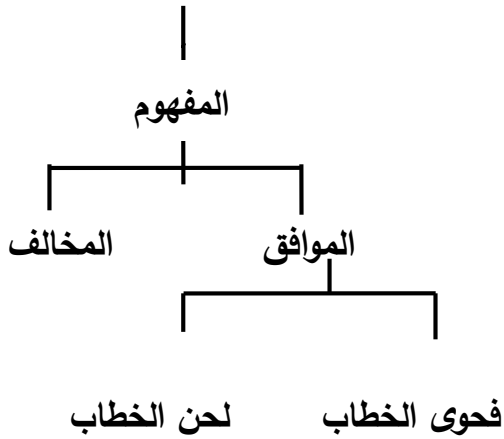 المفهوم
الموافق المخالف
فحوى الخطاب لحن الخطاب